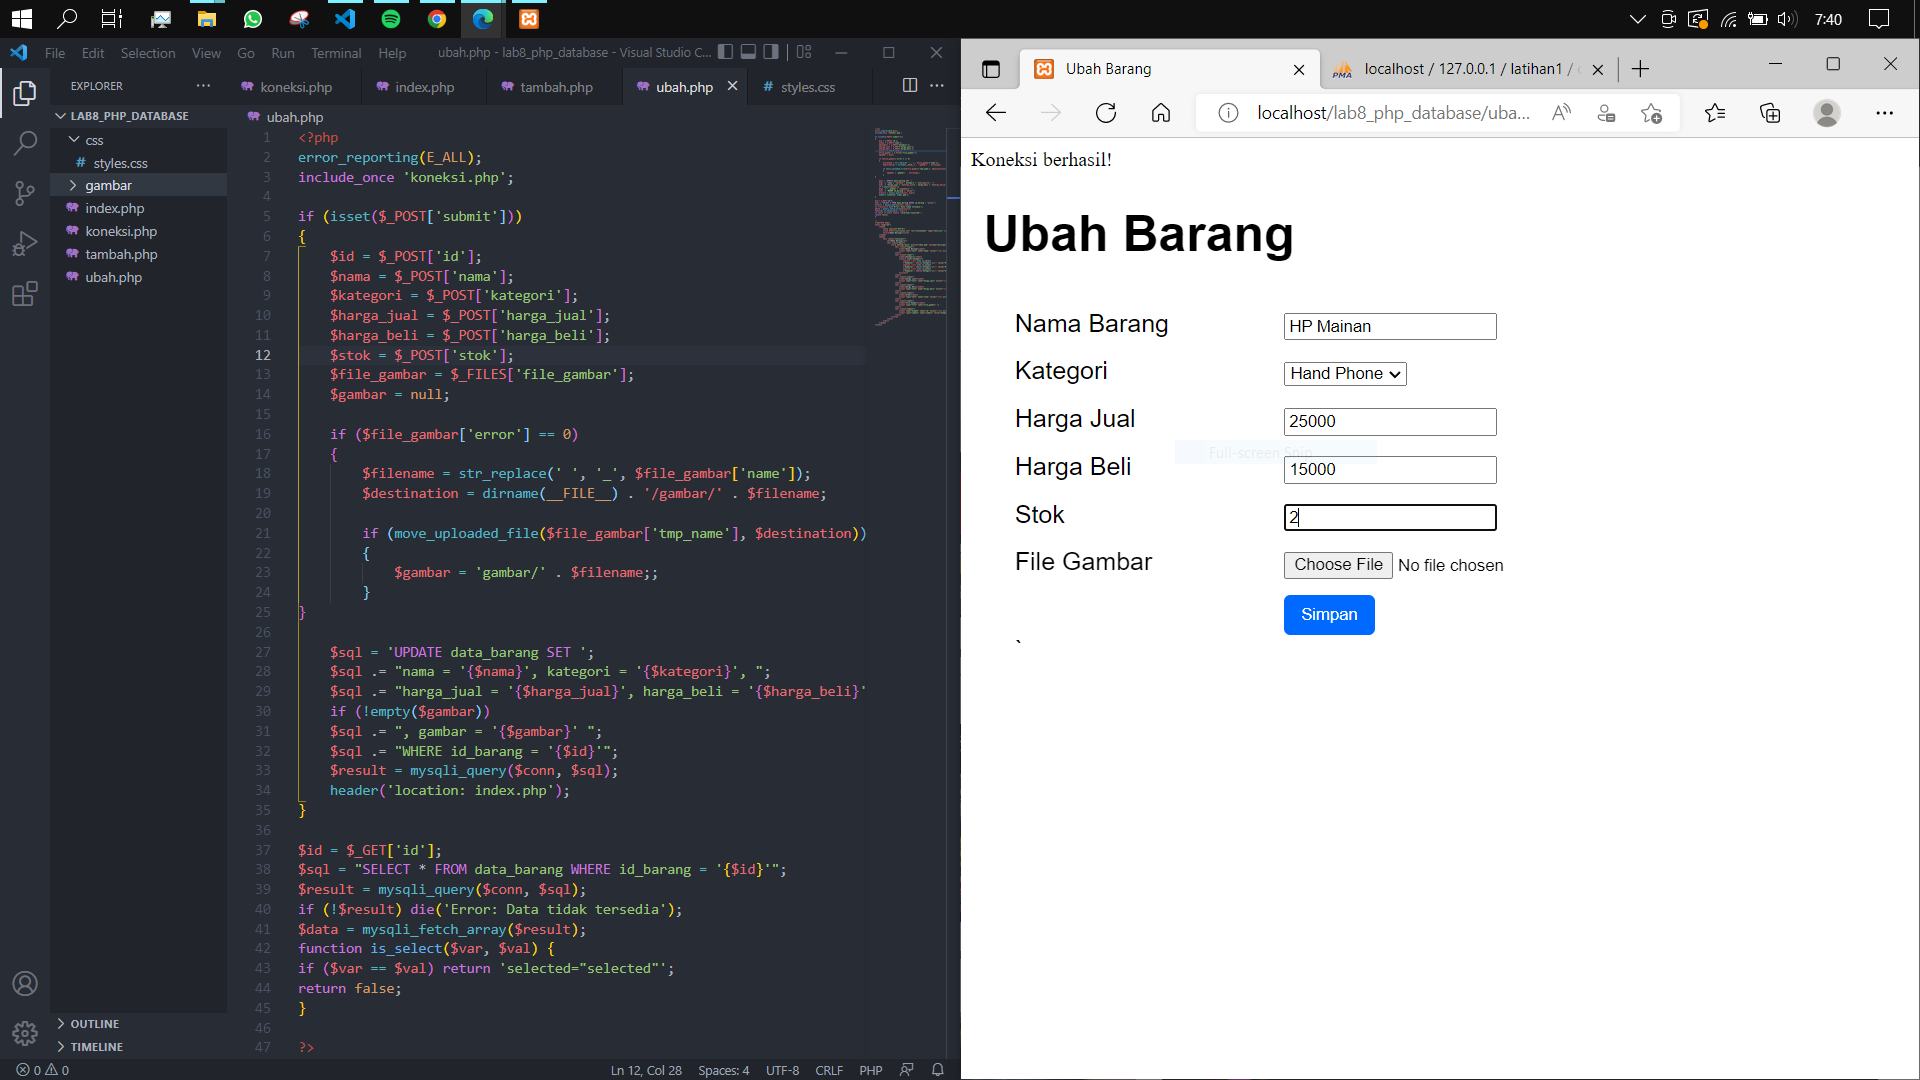 7:40
File Edit Selection View Go Run Terminal Help
ubah.php - lab8_php_database - Visual Studio C...
EXPLORER
koneksi.php
index.php
tambah.php
ubah.php
styles.css
LAB8_PHP_DATABASE
css
styles.css
gambar
index.php
koneksi.php
tambah.php
ubah.php
OUTLINE
TIMELINE
ubah.php
1 <?php
2 error_reporting(E_ALL);
3 include_once 'koneksi.php';
4
5 if (isset($_POST['submit']))
6 {
7 $id = $_POST['id'];
8 $nama = $_POST['nama'];
9 $kategori = $_POST['kategori'];
10 $harga_jual = $_POST['harga_jual'];
11 $harga_beli = $_POST['harga_beli'];
12 $stok = $_POST['stok'];
13 $file_gambar = $_FILES['file_gambar'];
14 $gambar = null;
15
16 if ($file_gambar['error'] == 0)
17 {
18 $filename = str_replace(' ', '_', $file_gambar['name']);
19 $destination = dirname(__FILE__) . '/gambar/' . $filename;
20
21 if (move_uploaded_file($file_gambar['tmp_name'], $destination))
22 {
23 $gambar = 'gambar/' . $filename;;
24 }
25 }
26
27 $sql = 'UPDATE data_barang SET ';
28 $sql .= "nama = '{$nama}', kategori = '{$kategori}', ";
29 $sql .= "harga_jual = '{$harga_jual}', harga_beli = '{$harga_beli}'
30 if (!empty($gambar))
31 $sql .= ", gambar = '{$gambar}' ";
32 $sql .= "WHERE id_barang = '{$id}'";
33 $result = mysqli_query($conn, $sql);
34 header('location: index.php');
35 }
36
37 $id = $_GET['id'];
38 $sql = "SELECT * FROM data_barang WHERE id_barang = '{$id}'";
39 $result = mysqli_query($conn, $sql);
40 if (!$result) die('Error: Data tidak tersedia');
41 $data = mysqli_fetch_array($result);
42 function is_select($var, $val) {
43 if ($var == $val) return 'selected="selected"';
44 return false;
45 }
46
47 ?>
0 0
Ln 12, Col 28 Spaces: 4 UTF-8 CRLF PHP
Ubah Barang
PMA localhost / 127.0.0.1 / latihan1 /
localhost/lab8_php_database/uba...
Koneksi berhasil!
Ubah Barang
Nama Barang HP Mainan
Kategori Hand Phone
Harga Jual 25000
Full-screen Snip
Harga Beli 15000
Stok 2
File Gambar Choose File No file chosen
Simpan
`